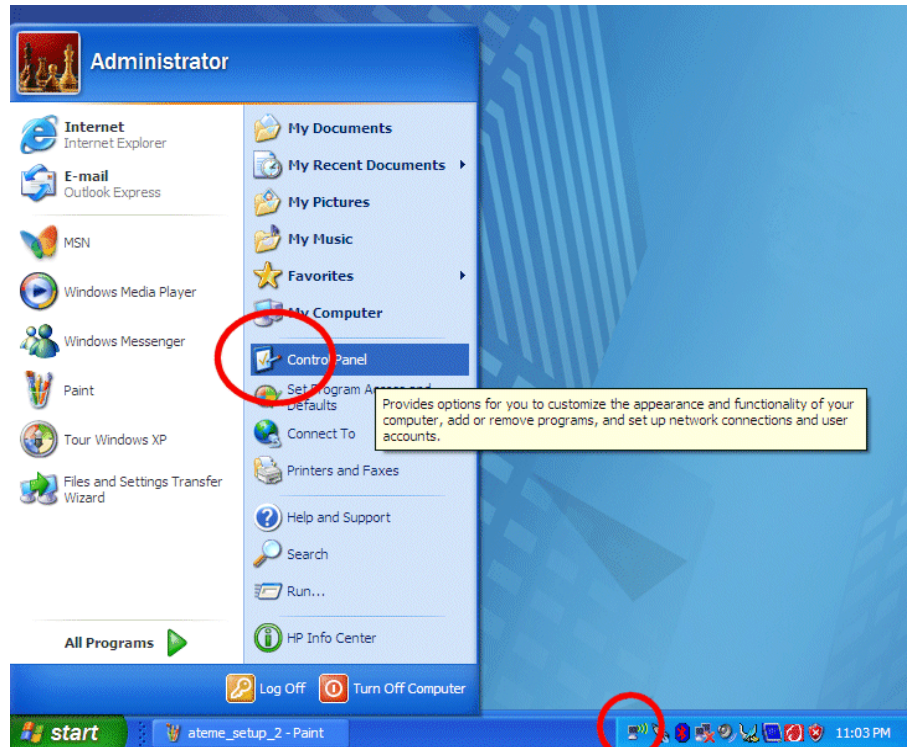 Administrator
Internet
Internet Explorer
E-mail
Outlook Express
MSN
Windows Media Player
Windows Messenger
Paint
Tour Windows XP
Files and Settings Transfer
Wizard
All Programs
My Documents
My Recent Documents
My Pictures
My Music
Favorites
My Computer
Control Panel
Set Program Access and
Defaults
Provides options for you to customize the appearance and functionality of your
computer, add or remove programs, and set up network connections and user
accounts.
Connect To
Printers and Faxes
Help and Support
Search
Run...
HP Info Center
Log Off
Turn Off Computer
start
ateme_setup_2 - Paint
11:03 PM